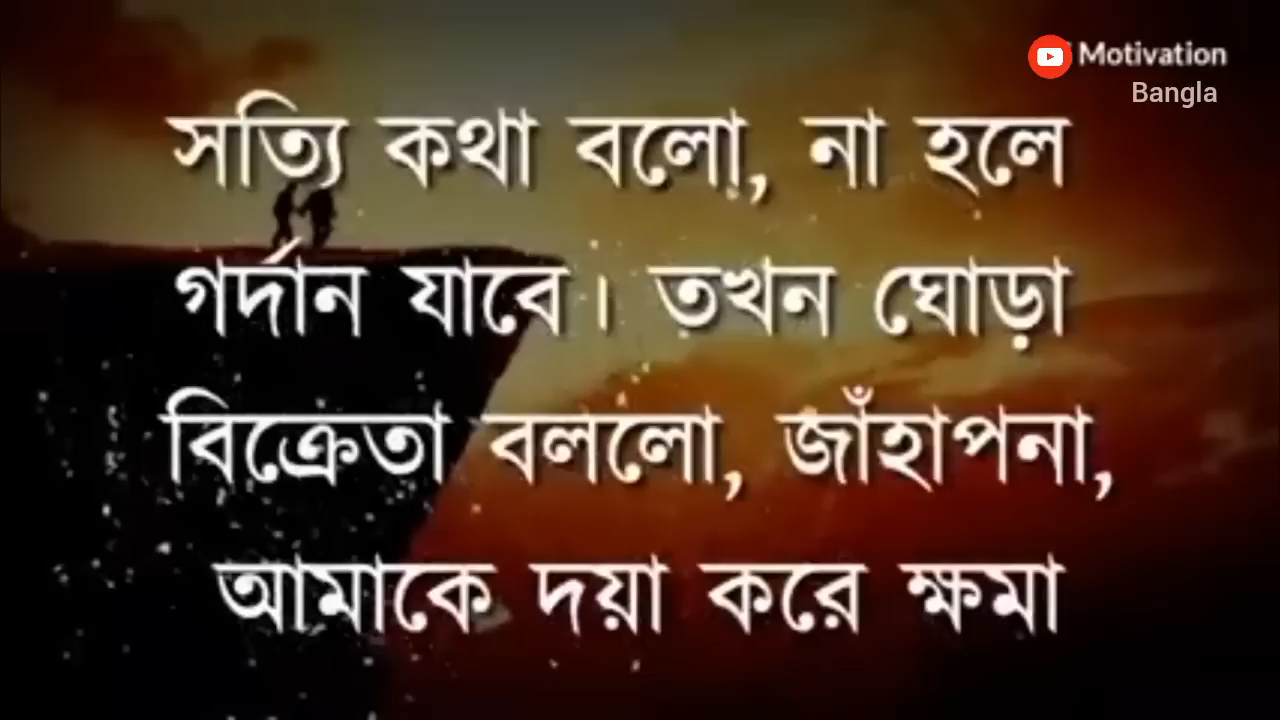 Motivation
Bangla
সত্যি কথা বলো, না হলে
গর্দান যাবে। তখন ঘোড়া
বিক্রেতা বললো, জাঁহাপনা,
আমাকে দয়া করে ক্ষমা